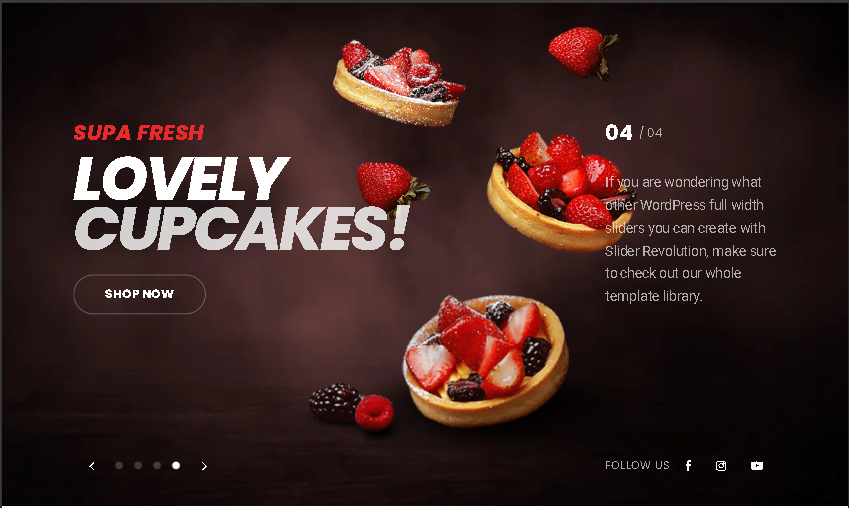 SUPA FRESH
LOVELY
CUPCAKES!
SHOP NOW
04 / 04
If you are wondering what
other WordPress full width
sliders you can create with
Slider Revolution, make sure
to check out our whole
template library.
FOLLOW US